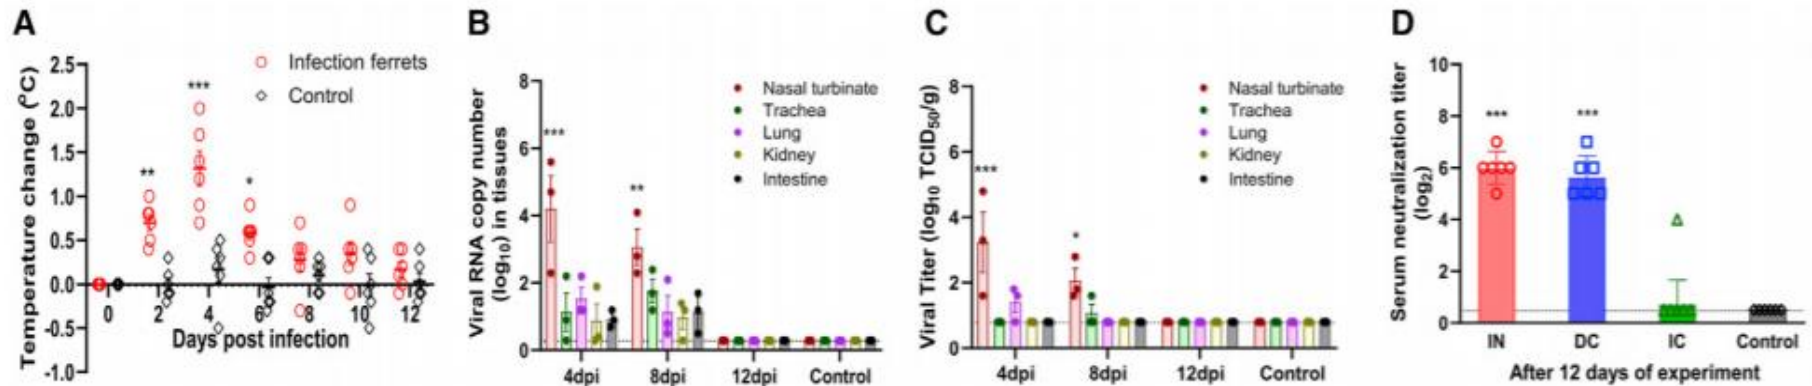 A
Temperature change (⁰C)
2.5
2.0
1.5
1.0
0.5
0.0
-0.5
-1.0
Infection ferrets
Control
**
***
*
0 2 4 6 8 10 12
Days post infection
B
Viral RNA copy number
(log₁₀) in tissues
8
6
4
2
0
Nasal turbinate
Trachea
Lung
Kidney
Intestine
***
**
4dpi 8dpi 12dpi Control
C
Viral Titer (log₁₀ TCID₅₀/g)
8
6
4
2
0
Nasal turbinate
Trachea
Lung
Kidney
Intestine
***
*
4dpi 8dpi 12dpi Control
D
Serum neutralization titer
(log₂)
10
8
6
4
2
0
***
***
IN DC IC Control
After 12 days of experiment